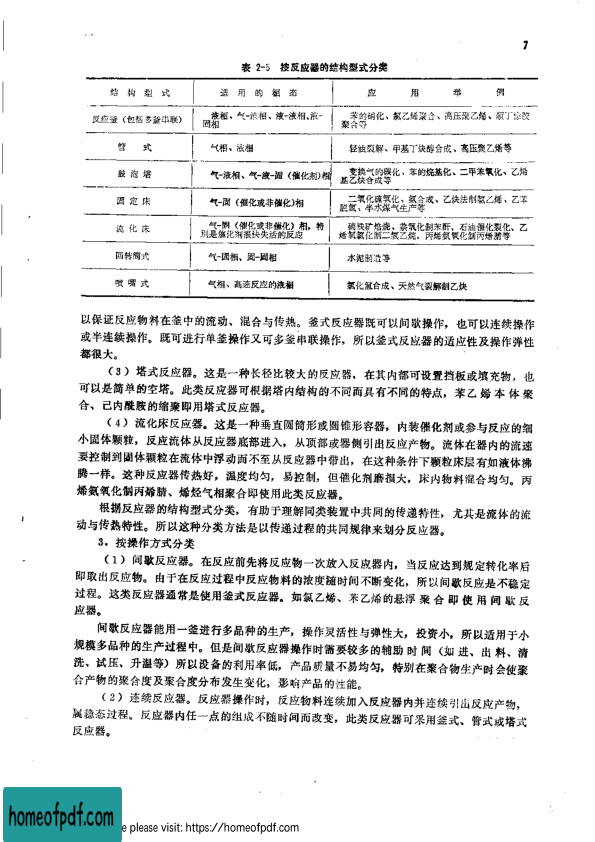 7
表 2-5 按反应器的结构型式分类
结 构 型 式 适 用 的 相 态 应 用 举 例
反应釜（包括多釜串联） 液相、气-液相、液-液相、液-固相 苯的硝化、氯乙烯聚合、高压聚乙烯、顺丁橡胶聚合等
管 式 气相、液相 轻油裂解、甲基丁炔醇合成、高压聚乙烯等
鼓 泡 塔 气-液相、气-液-固（催化剂）相 变换气的碳化、苯的烷基化、二甲苯氧化、乙烯基乙炔合成等
固 定 床 气-固（催化或非催化）相 二氧化硫氧化、氨合成、乙炔法制氯乙烯、乙苯脱氢、半水煤气生产等
流 化 床 气-固（催化或非催化）相，特别是催化剂很快失活的反应 硫铁矿焙烧、萘氧化制苯酐、石油催化裂化、乙烯氧氯化制二氯乙烷、丙烯氨氧化制丙烯腈等
回转筒式 气-固相、固-固相 水泥制造等
喷 嘴 式 气相、高速反应的液相 氯化氢合成、天然气裂解制乙炔
以保证反应物料在釜中的流动、混合与传热。釜式反应器既可以间歇操作，也可以连续操作
或半连续操作。既可进行单釜操作又可多釜串联操作，所以釜式反应器的适应性及操作弹性
都很大。
（3）塔式反应器。这是一种长径比较大的反应器，在其内部可设置挡板或填充物，也
可以是简单的空塔。此类反应器可根据塔内结构的不同而具有不同的特点，苯乙烯本体聚
合、己内酰胺的缩聚即用塔式反应器。
（4）流化床反应器。这是一种垂直圆筒形或圆锥形容器，内装催化剂或参与反应的细
小固体颗粒，反应流体从反应器底部进入，从顶部或器侧引出反应产物。流体在器内的流速
要控制到固体颗粒在流体中浮动而不至从反应器中带出，在这种条件下颗粒床层有如液体沸
腾一样。这种反应器传热好，温度均匀，易控制，但催化剂磨损大，床内物料混合均匀。丙
烯氨氧化制丙烯腈、烯烃气相聚合即使用此类反应器。
根据反应器的结构型式分类，有助于理解同类装置中共同的传递特性，尤其是流体的流
动与传热特性。所以这种分类方法是以传递过程的共同规律来划分反应器。
3．按操作方式分类
（1）间歇反应器。在反应前先将反应物一次放入反应器内，当反应达到规定转化率后
即取出反应物。由于在反应过程中反应物料的浓度随时间不断变化，所以间歇反应是不稳定
过程。这类反应器通常是使用釜式反应器。如氯乙烯、苯乙烯的悬浮聚合即使用间歇反
应器。
间歇反应器能用一釜进行多品种的生产，操作灵活性与弹性大，投资小，所以适用于小
规模多品种的生产过程中。但是间歇反应器操作时需要较多的辅助时间（如进、出料、清
洗、试压、升温等）所以设备的利用率低，产品质量不易均匀，特别在聚合物生产时会使聚
合产物的聚合度及聚合度分布发生变化，影响产品的性能。
（2）连续反应器。反应器操作时，反应物料连续加入反应器内并连续引出反应产物，
属稳态过程。反应器内任一点的组成不随时间而改变，此类反应器可采用釜式、管式或塔式
反应器。
homeofpdf.com
e please visit: https://homeofpdf.com